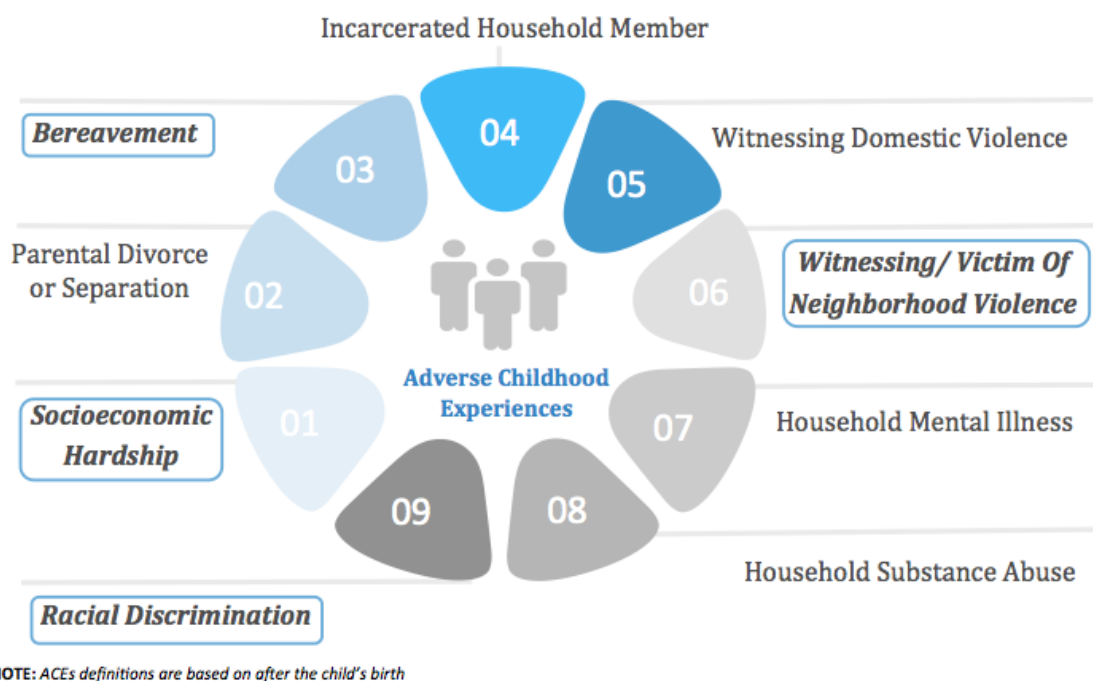 Incarcerated Household Member
Bereavement
04
Witnessing Domestic Violence
03
05
Parental Divorce
or Separation
02
06
Witnessing/ Victim Of
Neighborhood Violence
Adverse Childhood
Experiences
Socioeconomic
Hardship
01
07
Household Mental Illness
09
08
Household Substance Abuse
Racial Discrimination
OTE: ACEs definitions are based on after the child's birth